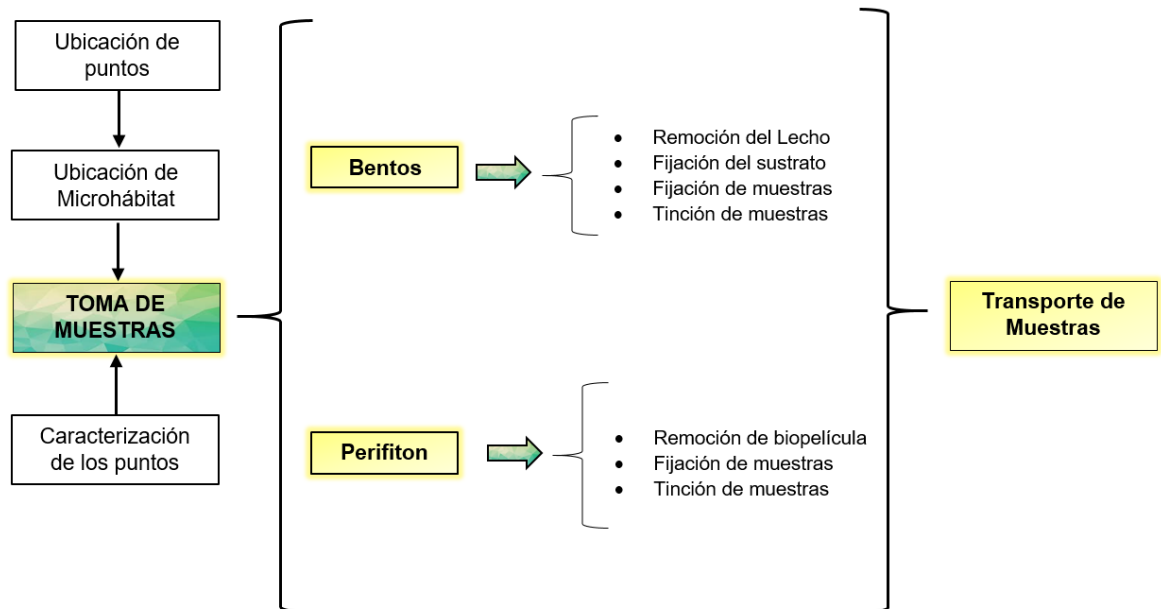 Ubicación de
puntos
Ubicación de
Microhábitat
TOMA DE
MUESTRAS
Caracterización
de los puntos
Bentos
• Remoción del Lecho
• Fijación del sustrato
• Fijación de muestras
• Tinción de muestras
Perifiton
• Remoción de biopelícula
• Fijación de muestras
• Tinción de muestras
Transporte de
Muestras